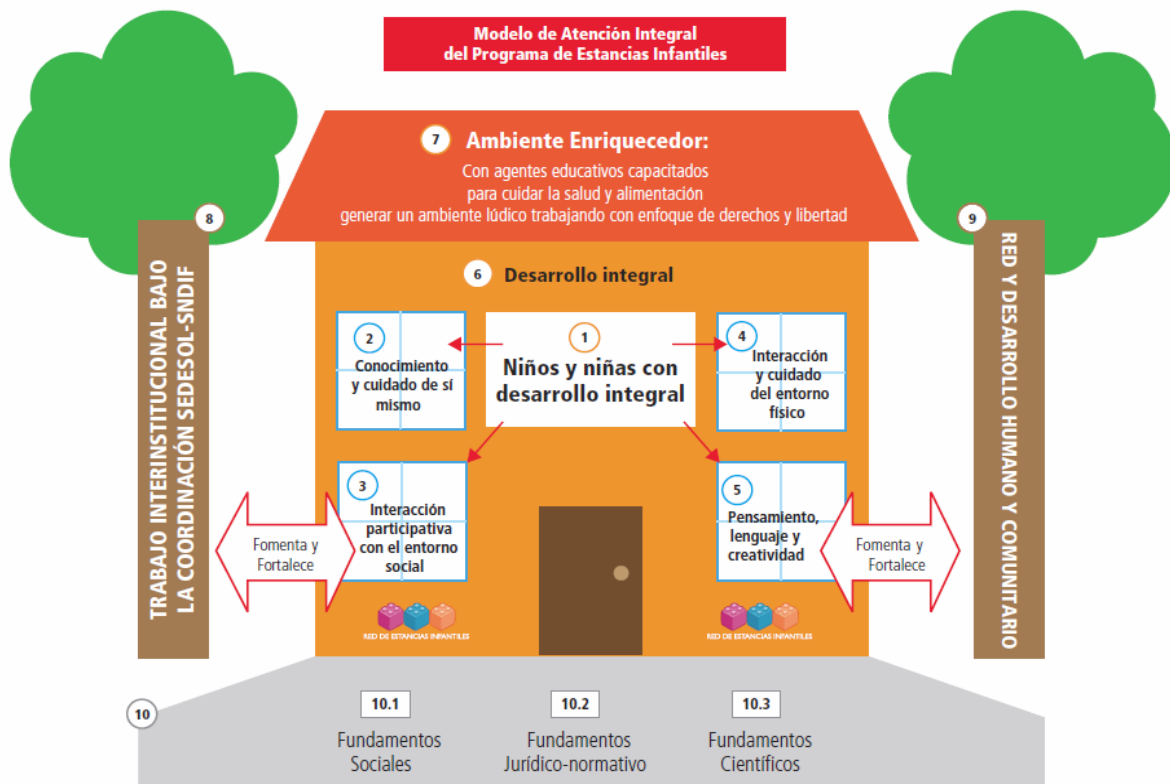 Modelo de Atención Integral
del Programa de Estancias Infantiles
7 Ambiente Enriquecedor:
Con agentes educativos capacitados
para cuidar la salud y alimentación
generar un ambiente lúdico trabajando con enfoque de derechos y libertad
8
TRABAJO INTERINSTITUCIONAL BAJO
LA COORDINACIÓN SEDESOL-SNDIF
9
RED Y DESARROLLO HUMANO Y COMUNITARIO
6 Desarrollo integral
1
Niños y niñas con
desarrollo integral
2
Conocimiento
y cuidado de sí
mismo
4
Interacción
y cuidado
del entorno
físico
3
Interacción
participativa
con el entorno
social
5
Pensamiento,
lenguaje y
creatividad
Fomenta y
Fortalece
Fomenta y
Fortalece
RED DE ESTANCIAS INFANTILES
RED DE ESTANCIAS INFANTILES
10
10.1
Fundamentos
Sociales
10.2
Fundamentos
Jurídico-normativo
10.3
Fundamentos
Científicos